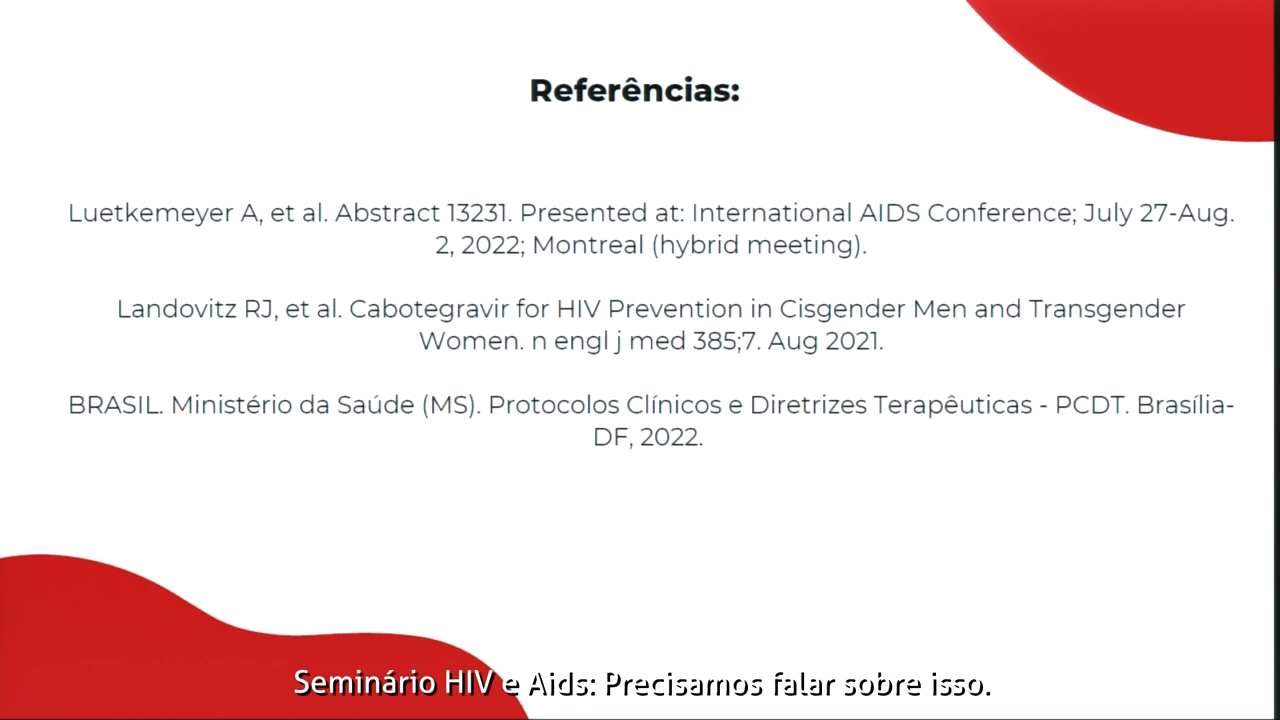 Referências:
Luetkemeyer A, et al. Abstract 13231. Presented at: International AIDS Conference; July 27-Aug.
2, 2022; Montreal (hybrid meeting).
Landovitz RJ, et al. Cabotegravir for HIV Prevention in Cisgender Men and Transgender
Women. n engl j med 385;7. Aug 2021.
BRASIL. Ministério da Saúde (MS). Protocolos Clínicos e Diretrizes Terapêuticas - PCDT. Brasília-
DF, 2022.
Seminário HIV e Aids: Precisamos falar sobre isso.